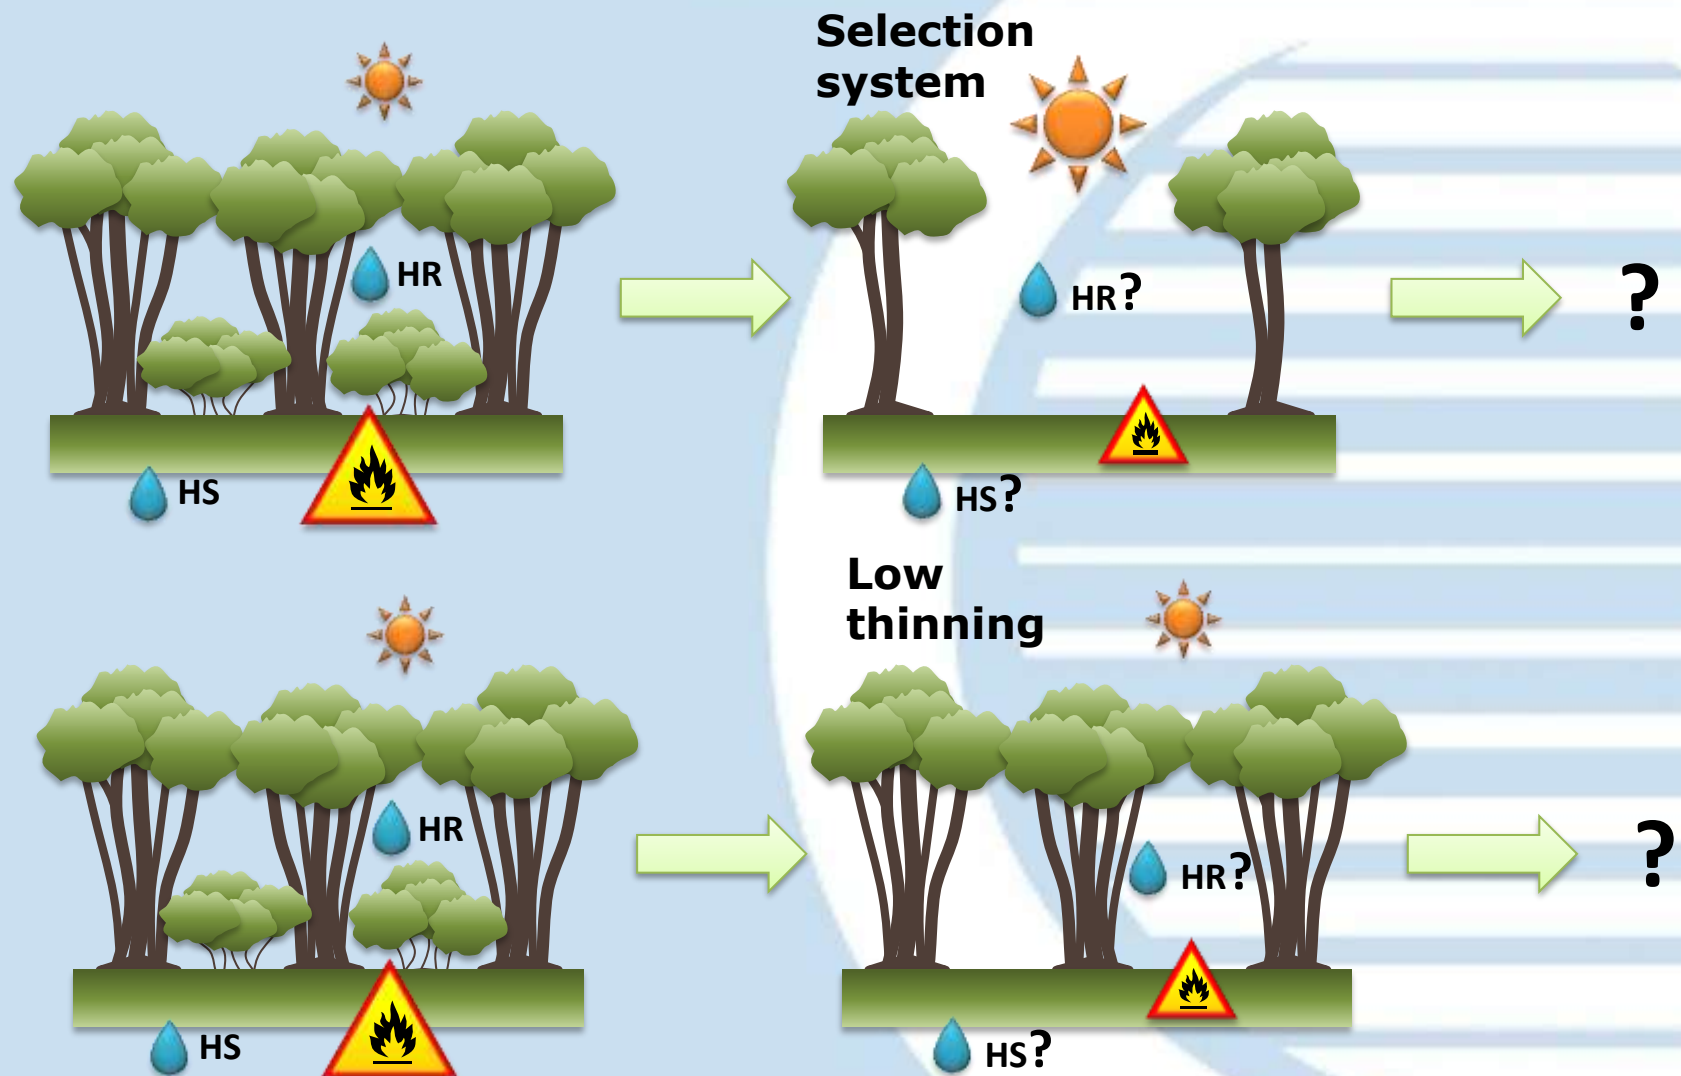 Selection
system
HR
HR?
?
HS
HS?
Low
thinning
HR
HR?
?
HS
HS?